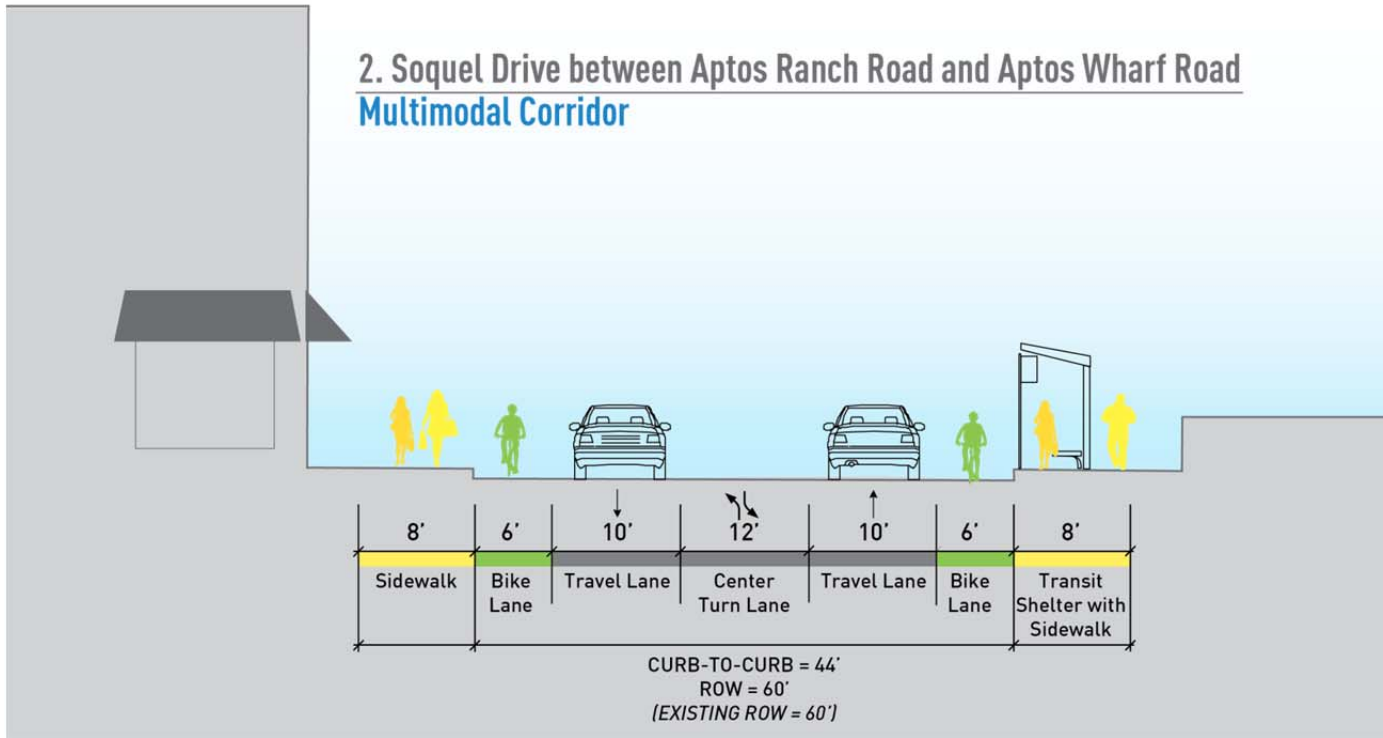 2. Soquel Drive between Aptos Ranch Road and Aptos Wharf Road
Multimodal Corridor
8’ 6’ 10’ 12’ 10’ 6’ 8’
Sidewalk Bike Travel Lane Center Travel Lane Bike Transit
Lane Turn Lane Lane Shelter with
Sidewalk
CURB-TO-CURB = 44’
ROW = 60’
(EXISTING ROW = 60’)